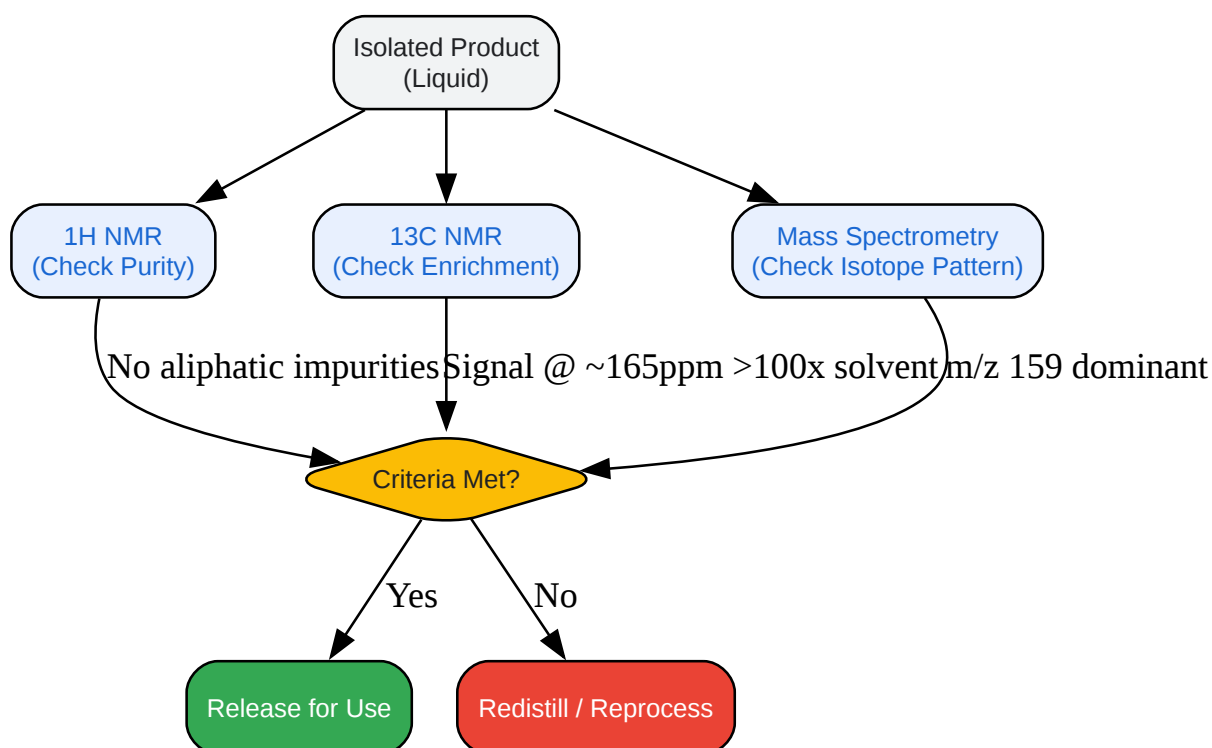 Isolated Product
(Liquid)
1H NMR
(Check Purity)
13C NMR
(Check Enrichment)
Mass Spectrometry
(Check Isotope Pattern)
No aliphatic impurities
Signal @ ~165ppm >100x solvent
m/z 159 dominant
Criteria Met?
Yes
No
Release for Use
Redistill / Reprocess